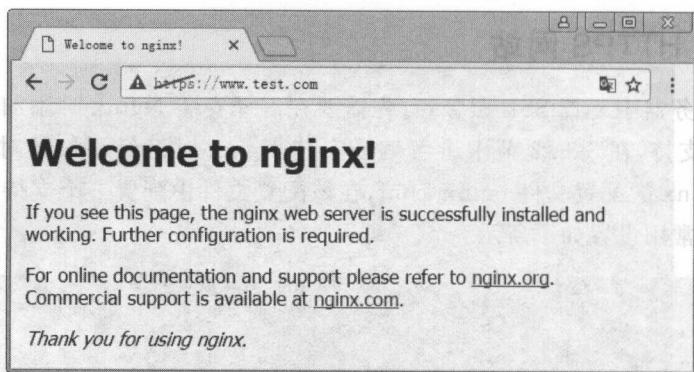 Welcome to nginx!
https://www.test.com
Welcome to nginx!
If you see this page, the nginx web server is successfully installed and
working. Further configuration is required.
For online documentation and support please refer to nginx.org.
Commercial support is available at nginx.com.
Thank you for using nginx.